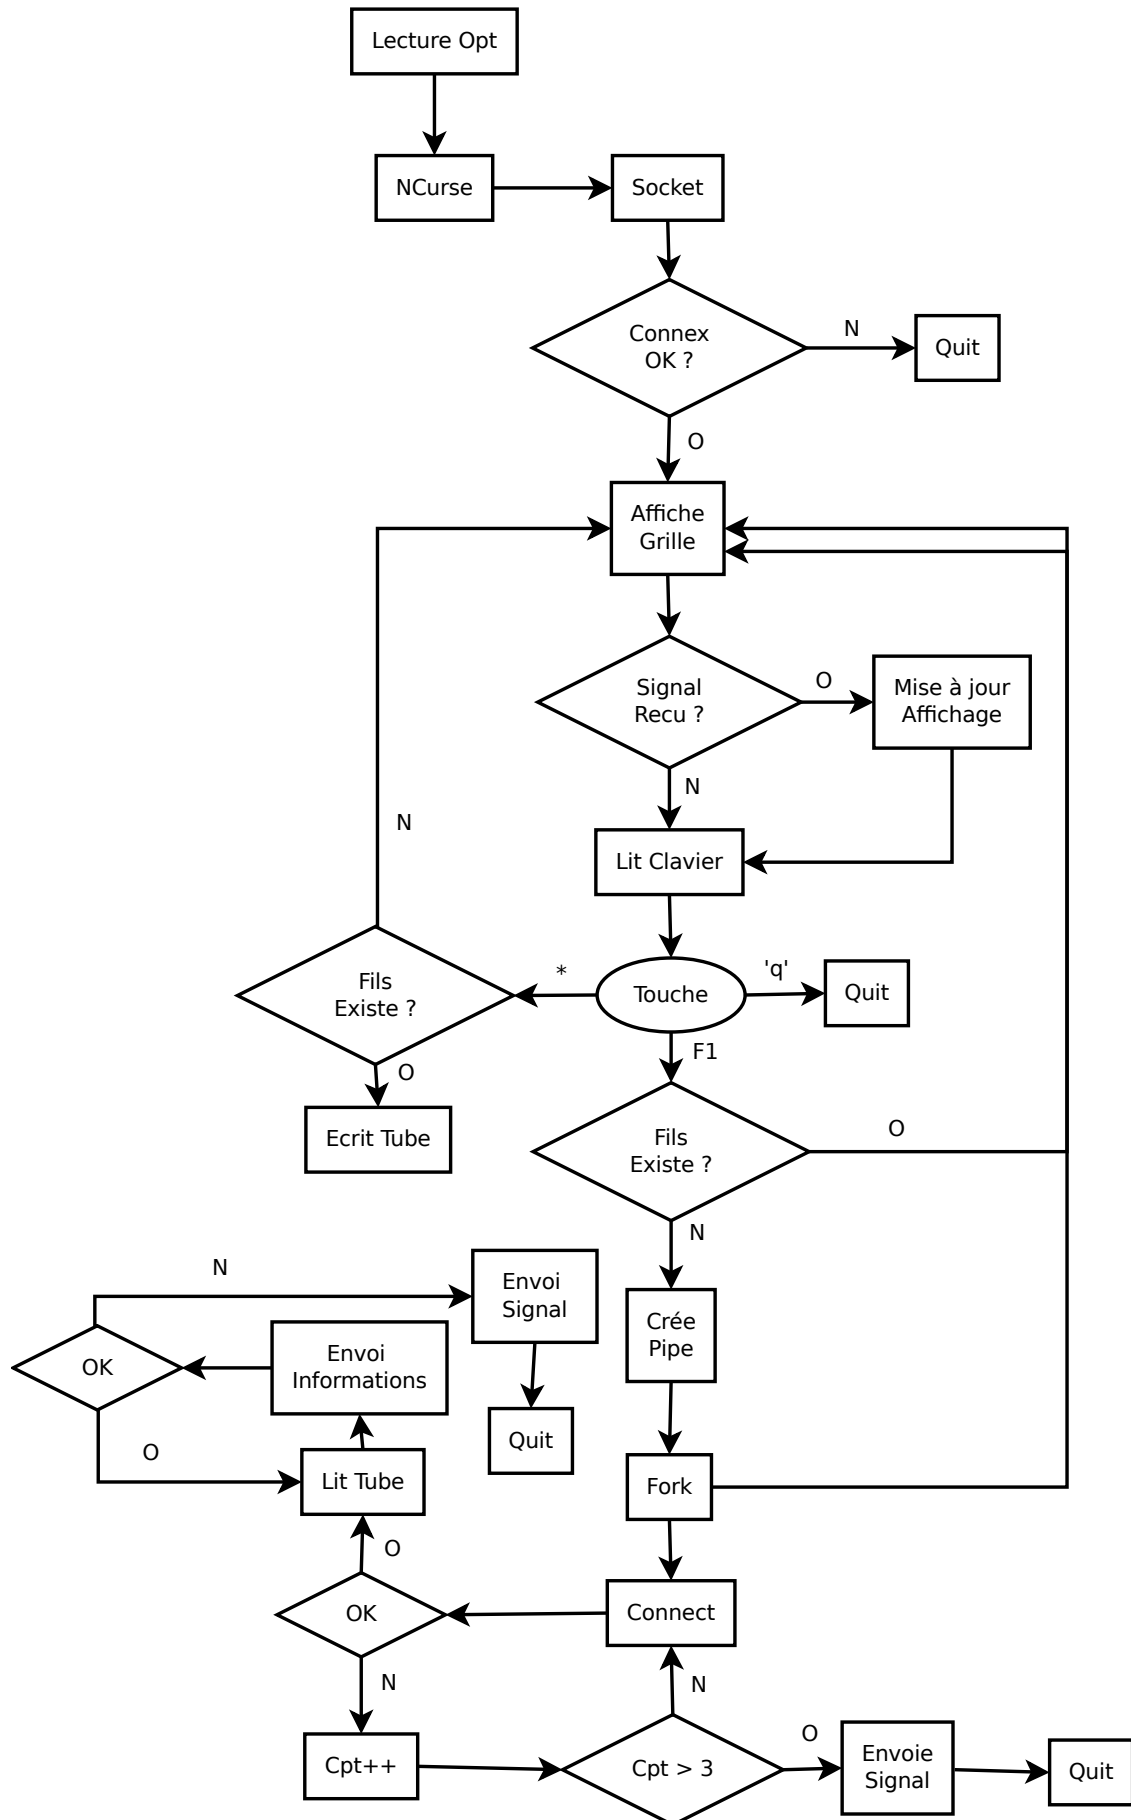 Lecture Opt
NCurse
Socket
Connex
OK ?
N
Quit
O
Affiche
Grille
Signal
Recu ?
O
Mise à jour
Affichage
N
N
Lit Clavier
Fils
Existe ?
*
Touche
'q'
Quit
O
F1
Ecrit Tube
Fils
Existe ?
O
N
N
Envoi
Signal
Crée
Pipe
OK
Envoi
Informations
Quit
O
Lit Tube
Fork
O
OK
Connect
N
N
Cpt++
Cpt > 3
O
Envoie
Signal
Quit